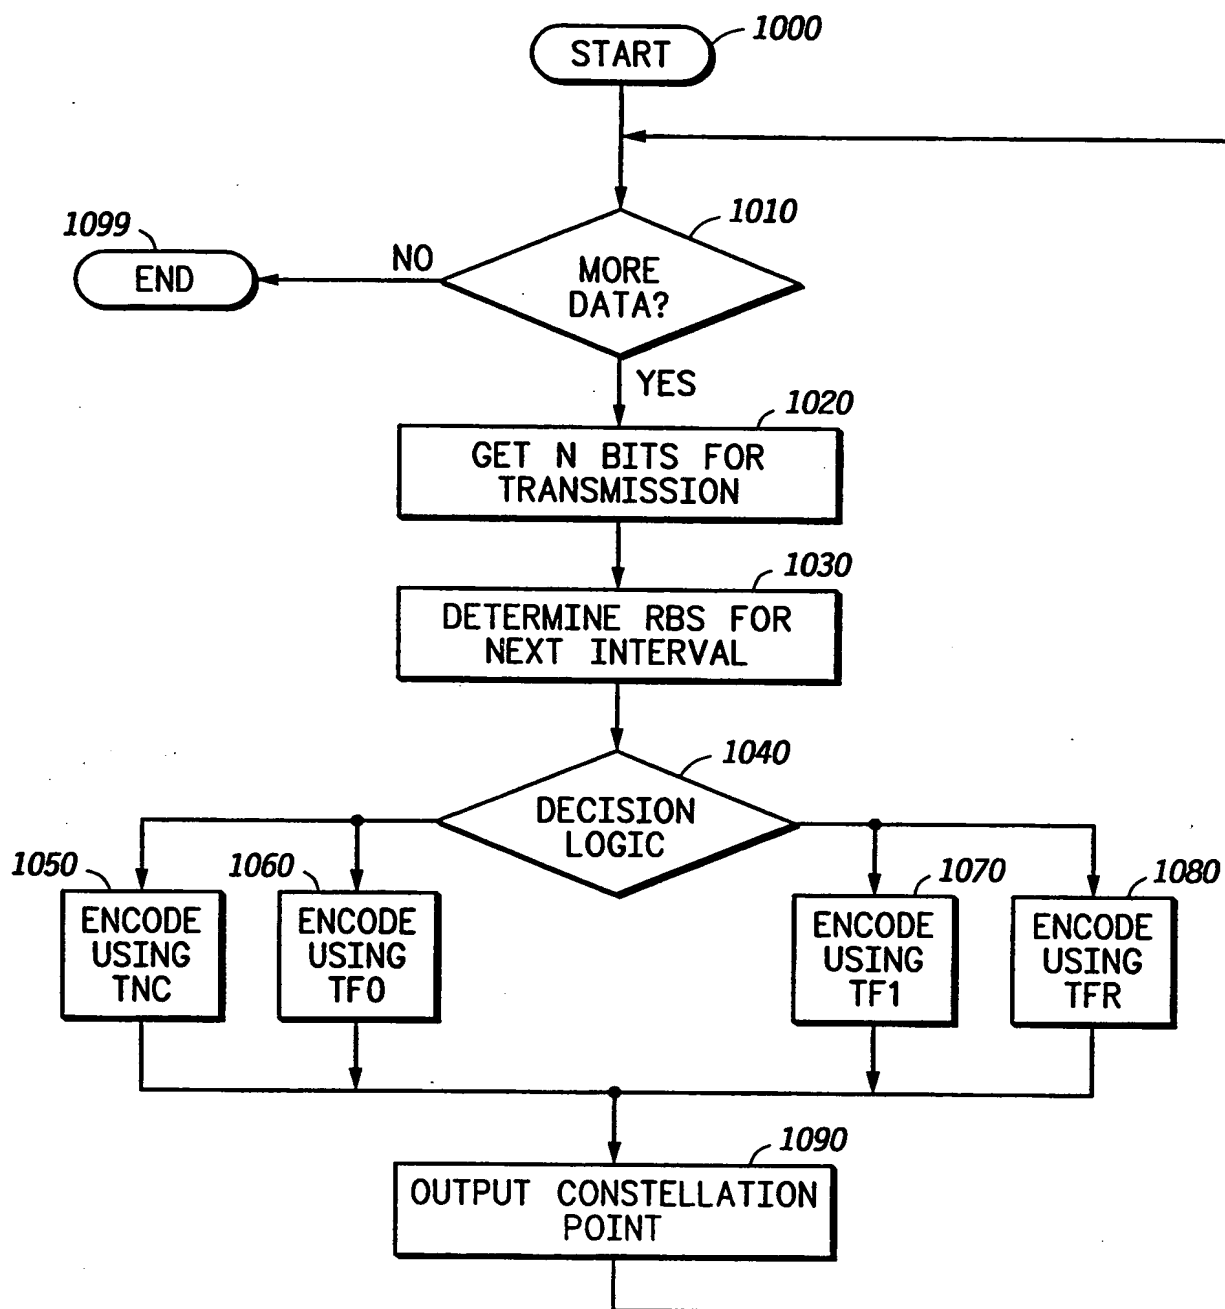 1000
START
1010
MORE
DATA?
1099
END
NO
YES
1020
GET N BITS FOR
TRANSMISSION
1030
DETERMINE RBS FOR
NEXT INTERVAL
1040
DECISION
LOGIC
1050
ENCODE
USING
TNC
1060
ENCODE
USING
TF0
1070
ENCODE
USING
TF1
1080
ENCODE
USING
TFR
1090
OUTPUT CONSTELLATION
POINT